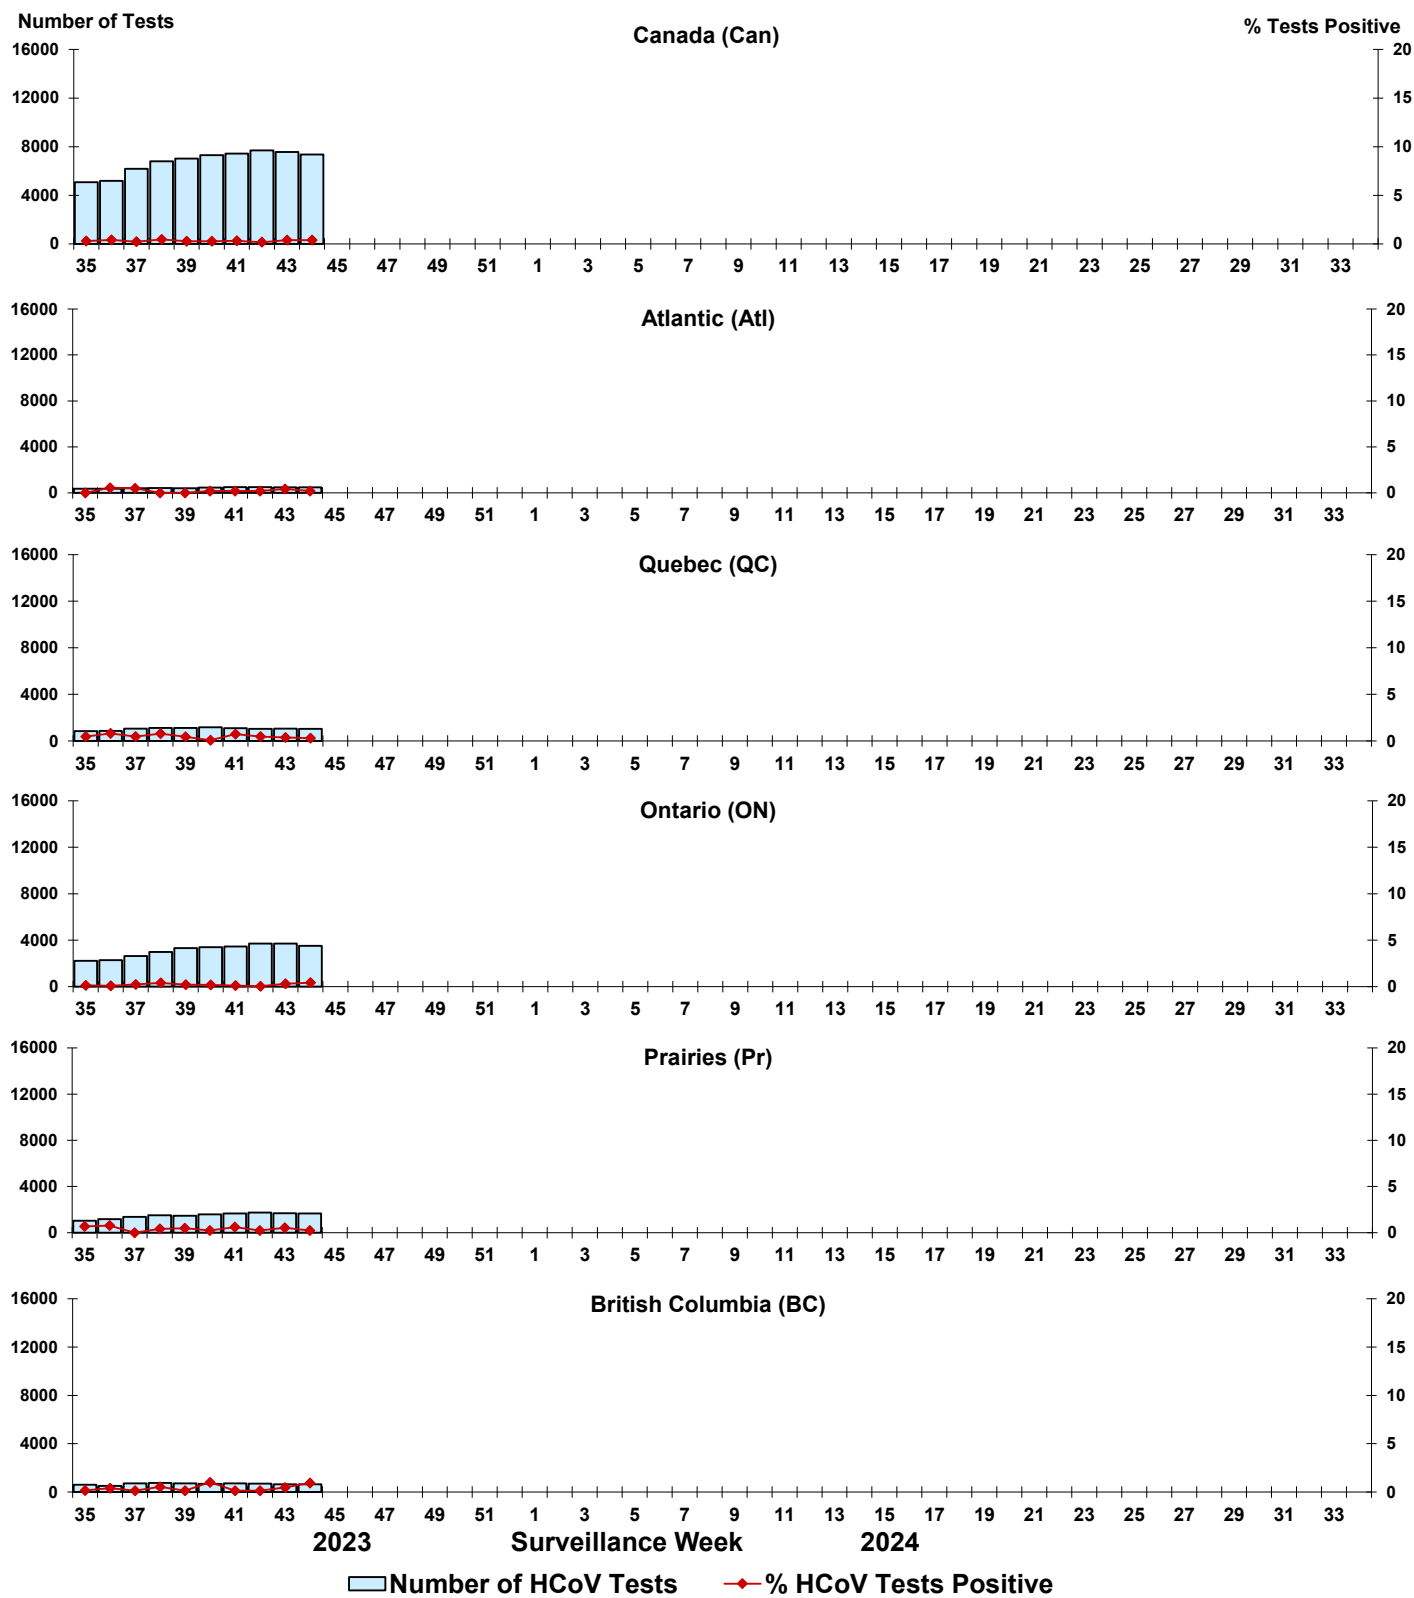 Number of Tests
Canada (Can)
% Tests Positive
16000 20
12000 15
8000 10
4000 5
0 0
35 37 39 41 43 45 47 49 51 1 3 5 7 9 11 13 15 17 19 21 23 25 27 29 31 33
Atlantic (Atl)
16000 20
12000 15
8000 10
4000 5
0 0
35 37 39 41 43 45 47 49 51 1 3 5 7 9 11 13 15 17 19 21 23 25 27 29 31 33
Quebec (QC)
16000 20
12000 15
8000 10
4000 5
0 0
35 37 39 41 43 45 47 49 51 1 3 5 7 9 11 13 15 17 19 21 23 25 27 29 31 33
Ontario (ON)
16000 20
12000 15
8000 10
4000 5
0 0
35 37 39 41 43 45 47 49 51 1 3 5 7 9 11 13 15 17 19 21 23 25 27 29 31 33
Prairies (Pr)
16000 20
12000 15
8000 10
4000 5
0 0
35 37 39 41 43 45 47 49 51 1 3 5 7 9 11 13 15 17 19 21 23 25 27 29 31 33
British Columbia (BC)
16000 20
12000 15
8000 10
4000 5
0 0
35 37 39 41 43 45 47 49 51 1 3 5 7 9 11 13 15 17 19 21 23 25 27 29 31 33
2023 Surveillance Week 2024
Number of HCoV Tests % HCoV Tests Positive